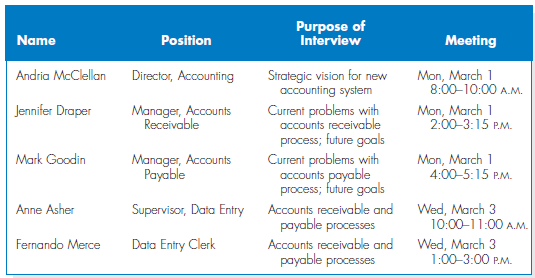 Name Position Purpose of Interview Meeting
Andria McClellan Director, Accounting Strategic vision for new Mon, March 1
accounting system 8:00–10:00 A.M.
Jennifer Draper Manager, Accounts Current problems with Mon, March 1
Receivable accounts receivable 2:00–3:15 P.M.
process; future goals
Mark Goodin Manager, Accounts Current problems with Mon, March 1
Payable accounts payable 4:00–5:15 P.M.
process; future goals
Anne Asher Supervisor, Data Entry Accounts receivable and Wed, March 3
payable processes 10:00–11:00 A.M.
Fernando Merce Data Entry Clerk Accounts receivable and Wed, March 3
payable processes 1:00–3:00 P.M.